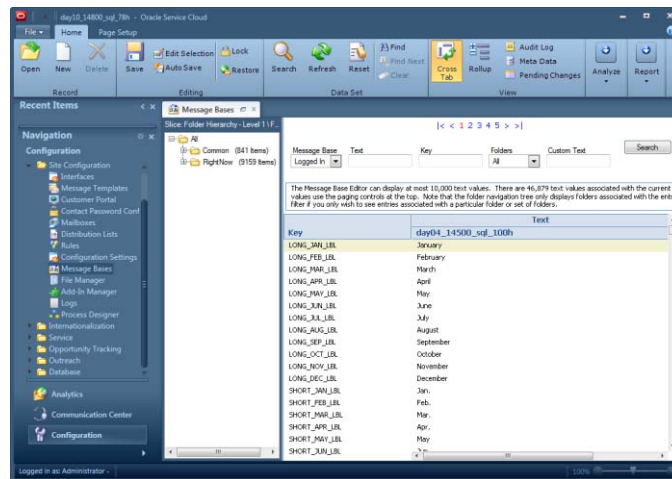 day10_14800_sql_78h - Oracle Service Cloud
File
Home
Page Setup
Open
New
Delete
Save
Edit Selection
Auto Save
Lock
Restore
Search
Refresh
Reset
Find
Find Next
Clear
Cross Tab
Rollup
Audit Log
Meta Data
Pending Changes
Analyze
Report
Record
Editing
Data Set
View
Recent Items
Navigation
Configuration
Site Configuration
Interfaces
Message Templates
Customer Portal
Contact Password Conf
Mailboxes
Distribution Lists
Rules
Configuration Settings
Message Bases
File Manager
Add-In Manager
Logs
Process Designer
Internationalization
Service
Opportunity Tracking
Outreach
Database
Analytics
Communication Center
Configuration
Message Bases
Slice: Folder Hierarchy - Level 1 \ F...
All
Common (841 Items)
RightNow (9159 Items)
|< < 1 2 3 4 5 > >|
Message Base
Text
Key
Folders
Custom Text
Search
Logged In
All
The Message Base Editor can display at most 10,000 text values. There are 46,879 text values associated with the current
values use the paging controls at the top. Note that the folder navigation tree only displays folders associated with the entr
filter if you only wish to see entries associated with a particular folder or set of folders.
Text
Key
day04_14500_sql_100h
LONG_JAN_LBL January
LONG_FEB_LBL February
LONG_MAR_LBL March
LONG_APR_LBL April
LONG_MAY_LBL May
LONG_JUN_LBL June
LONG_JUL_LBL July
LONG_AUG_LBL August
LONG_SEP_LBL September
LONG_OCT_LBL October
LONG_NOV_LBL November
LONG_DEC_LBL December
SHORT_JAN_LBL Jan.
SHORT_FEB_LBL Feb.
SHORT_MAR_LBL Mar.
SHORT_APR_LBL Apr.
SHORT_MAY_LBL May
SHORT_JUN_LBL
Logged in as: Administrator -
100%